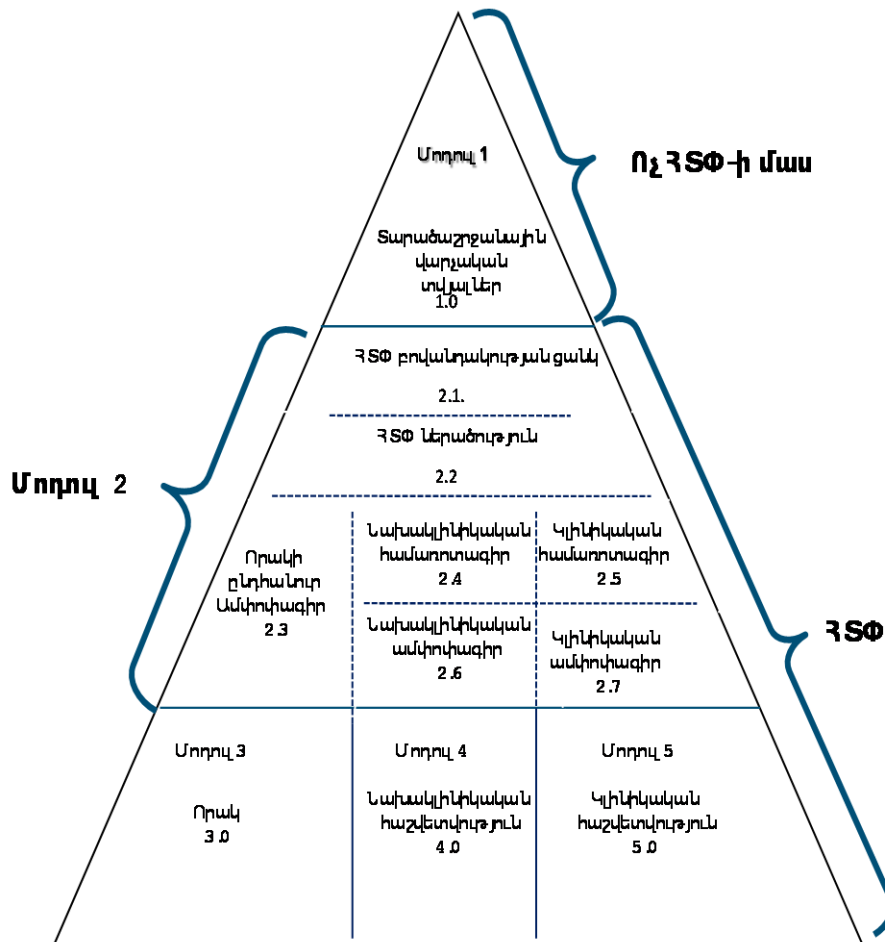 Մոդուլ 1
Ոչ ՀՏՓ-ի մաս
Տարածաշրջանային
վարչական
տվյալներ
1.0
ՀՏՓ բովանդակության ցանկ
2.1.
ՀՏՓ ներածություն
2.2
Մոդուլ 2
Որակի
ընդհանուր
Ամփոփագիր
2.3
Նախակլինիկական
համառոտագիր
2.4
Կլինիկական
համառոտագիր
2.5
Նախակլինիկական
ամփոփագիր
2.6
Կլինիկական
ամփոփագիր
2.7
ՀՏՓ
Մոդուլ 3
Որակ
3.0
Մոդուլ 4
Նախակլինիկական
հաշվետվություն
4.0
Մոդուլ 5
Կլինիկական
հաշվետվություն
5.0